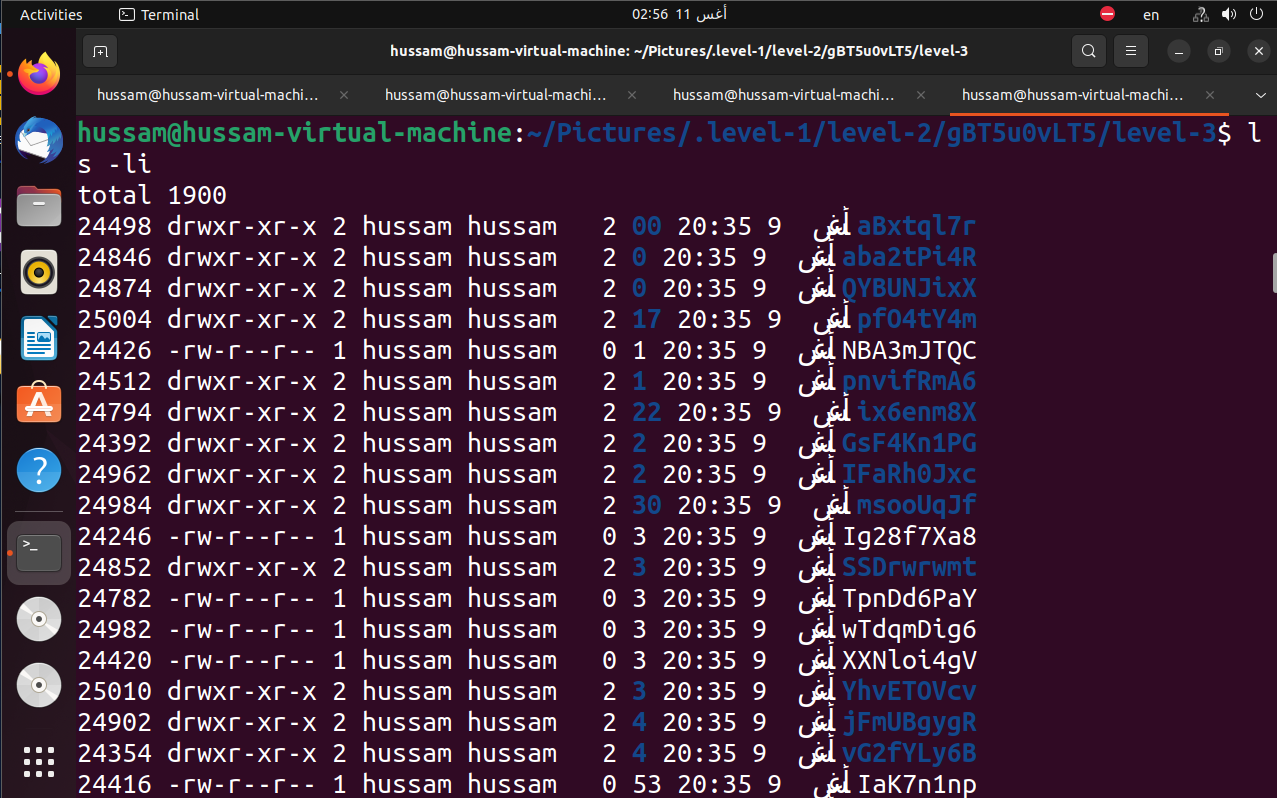 Activities Terminal 02:56 11 أغس en
hussam@hussam-virtual-machine: ~/Pictures/.level-1/level-2/gBT5u0vLT5/level-3
hussam@hussam-virtual-machi... hussam@hussam-virtual-machi... hussam@hussam-virtual-machi... hussam@hussam-virtual-machi...
hussam@hussam-virtual-machine:~/Pictures/.level-1/level-2/gBT5u0vLT5/level-3$ l
s -li
total 1900
24498 drwxr-xr-x 2 hussam hussam 2 00 20:35 9 أغس aBxtql7r
24846 drwxr-xr-x 2 hussam hussam 2 0 20:35 9 أغس aba2tPi4R
24874 drwxr-xr-x 2 hussam hussam 2 0 20:35 9 أغس QYBUNJixX
25004 drwxr-xr-x 2 hussam hussam 2 17 20:35 9 أغس pfO4tY4m
24426 -rw-r--r-- 1 hussam hussam 0 1 20:35 9 أغس NBA3mJTQC
24512 drwxr-xr-x 2 hussam hussam 2 1 20:35 9 أغس pnvifRmA6
24794 drwxr-xr-x 2 hussam hussam 2 22 20:35 9 أغس ix6enm8X
24392 drwxr-xr-x 2 hussam hussam 2 2 20:35 9 أغس GsF4Kn1PG
24962 drwxr-xr-x 2 hussam hussam 2 2 20:35 9 أغس IFaRh0Jxc
24984 drwxr-xr-x 2 hussam hussam 2 30 20:35 9 أغس msooUqJf
24246 -rw-r--r-- 1 hussam hussam 0 3 20:35 9 أغس Ig28f7Xa8
24852 drwxr-xr-x 2 hussam hussam 2 3 20:35 9 أغس SSDrwrwmt
24782 -rw-r--r-- 1 hussam hussam 0 3 20:35 9 أغس TpnDd6PaY
24982 -rw-r--r-- 1 hussam hussam 0 3 20:35 9 أغس wTdqmDig6
24420 -rw-r--r-- 1 hussam hussam 0 3 20:35 9 أغس XXNloi4gV
25010 drwxr-xr-x 2 hussam hussam 2 3 20:35 9 أغس YhvETOVcv
24902 drwxr-xr-x 2 hussam hussam 2 4 20:35 9 أغس jFmUBgygR
24354 drwxr-xr-x 2 hussam hussam 2 4 20:35 9 أغس vG2fYLy6B
24416 -rw-r--r-- 1 hussam hussam 0 53 20:35 9 أغس IaK7n1np